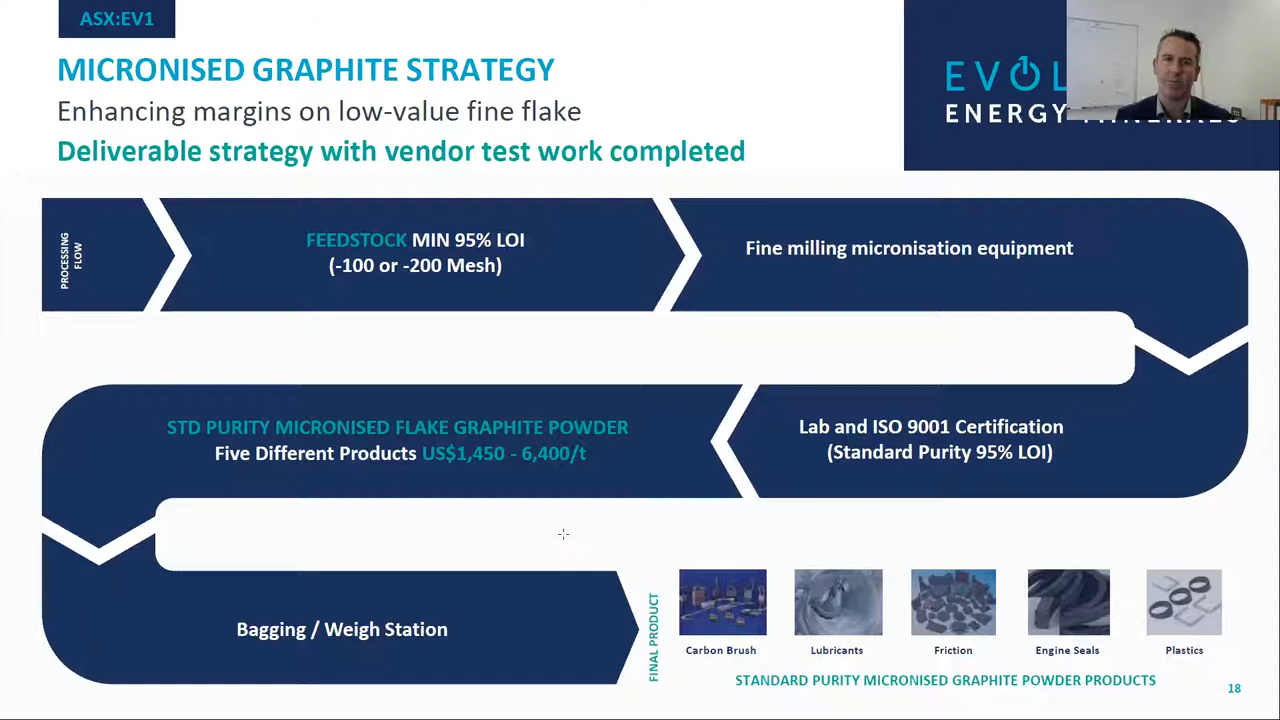 ASX:EV1
MICRONISED GRAPHITE STRATEGY
Enhancing margins on low-value fine flake
Deliverable strategy with vendor test work completed
EVOL
ENERGY MINERALS
PROCESSING
FLOW
FEEDSTOCK MIN 95% LOI
(-100 or -200 Mesh)
Fine milling micronisation equipment
STD PURITY MICRONISED FLAKE GRAPHITE POWDER
Five Different Products US$1,450 - 6,400/t
Lab and ISO 9001 Certification
(Standard Purity 95% LOI)
Bagging / Weigh Station
FINAL PRODUCT
Carbon Brush
Lubricants
Friction
Engine Seals
Plastics
STANDARD PURITY MICRONISED GRAPHITE POWDER PRODUCTS
18